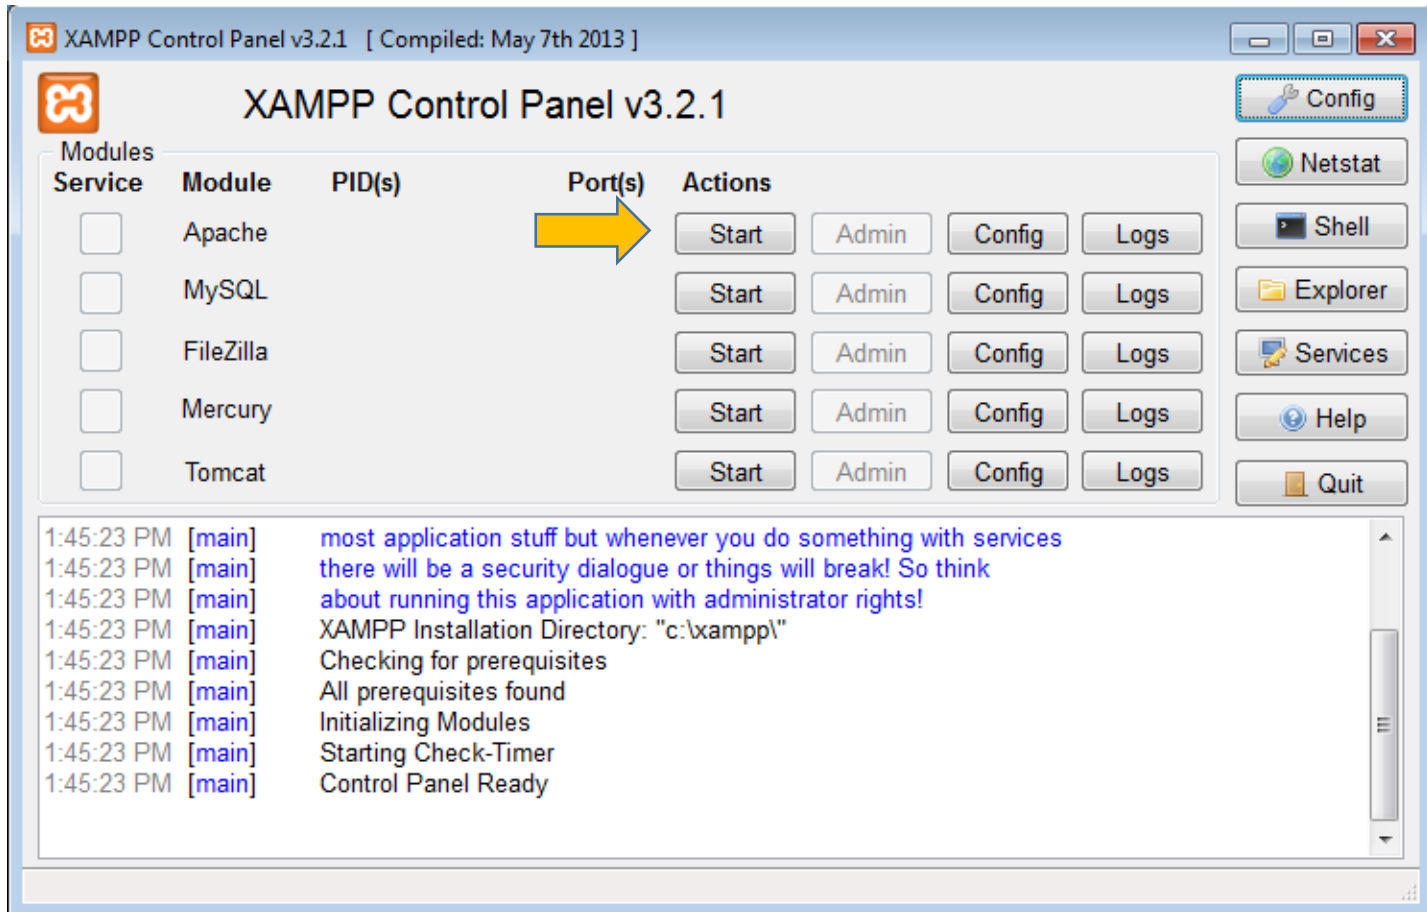 XAMPP Control Panel v3.2.1 [ Compiled: May 7th 2013 ]
XAMPP Control Panel v3.2.1
Config
Modules
Service Module PID(s) Port(s) Actions
Netstat
Apache Start Admin Config Logs
Shell
MySQL Start Admin Config Logs
Explorer
FileZilla Start Admin Config Logs
Services
Mercury Start Admin Config Logs
Help
Tomcat Start Admin Config Logs
Quit
1:45:23 PM [main] most application stuff but whenever you do something with services
1:45:23 PM [main] there will be a security dialogue or things will break! So think
1:45:23 PM [main] about running this application with administrator rights!
1:45:23 PM [main] XAMPP Installation Directory: "c:\xampp\"
1:45:23 PM [main] Checking for prerequisites
1:45:23 PM [main] All prerequisites found
1:45:23 PM [main] Initializing Modules
1:45:23 PM [main] Starting Check-Timer
1:45:23 PM [main] Control Panel Ready